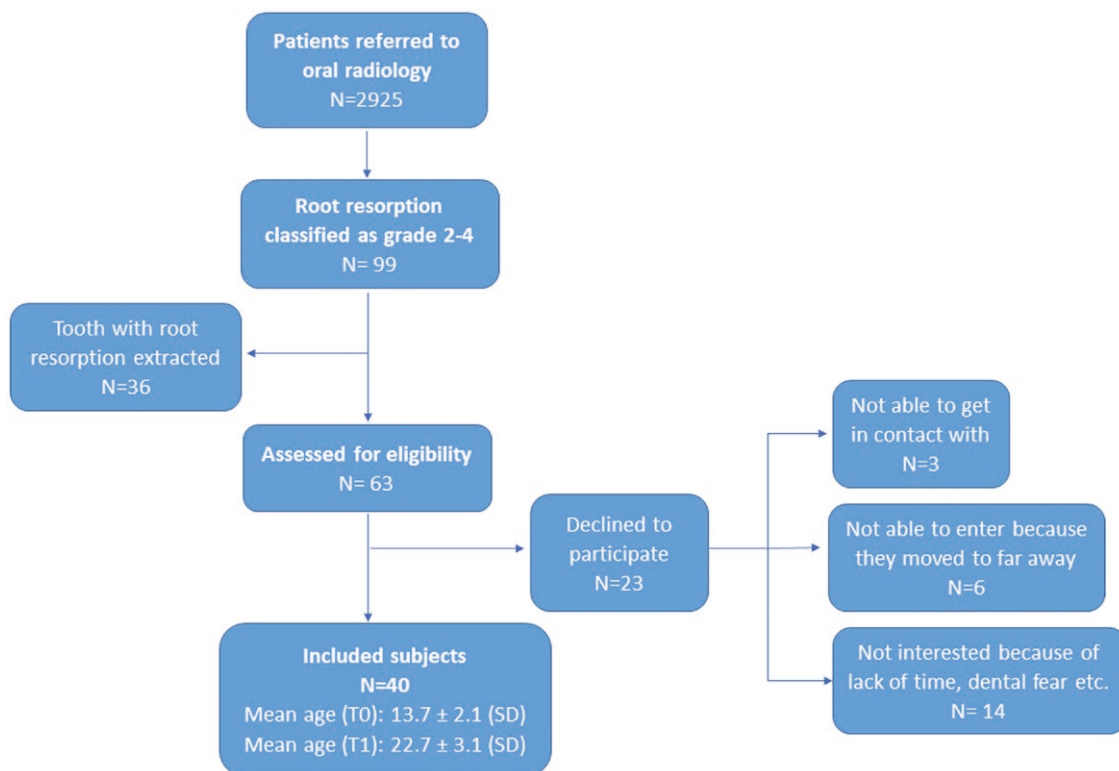 Patients referred to
oral radiology
N=2925
Root resorption
classified as grade 2-4
N= 99
Tooth with root
resorption extracted
N=36
Assessed for eligibility
N= 63
Declined to
participate
N=23
Not able to get
in contact with
N=3
Not able to enter because
they moved to far away
N=6
Not interested because of
lack of time, dental fear etc.
N= 14
Included subjects
N=40
Mean age (T0): 13.7 ± 2.1 (SD)
Mean age (T1): 22.7 ± 3.1 (SD)